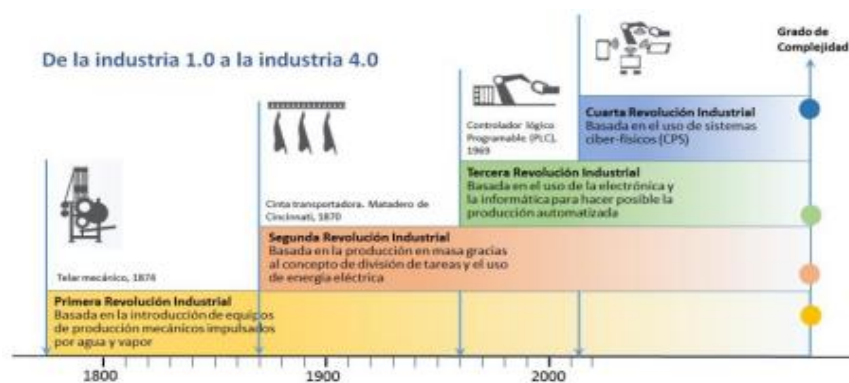 De la industria 1.0 a la industria 4.0
Grado de
Complejidad
Cuarta Revolución Industrial
Basada en el uso de sistemas
ciber-físicos (CPS)
Controlador lógico
Programable (PLC),
1969
Tercera Revolución Industrial
Basada en el uso de la electrónica y
la informática para hacer posible la
producción automatizada
Cinta transportadora. Matadero de
Cincinnati, 1870
Segunda Revolución Industrial
Basada en la producción en masa gracias
al concepto de división de tareas y el uso
de energía eléctrica
Telar mecánico, 1874
Primera Revolución Industrial
Basada en la introducción de equipos
de producción mecánicos impulsados
por agua y vapor
1800
1900
2000